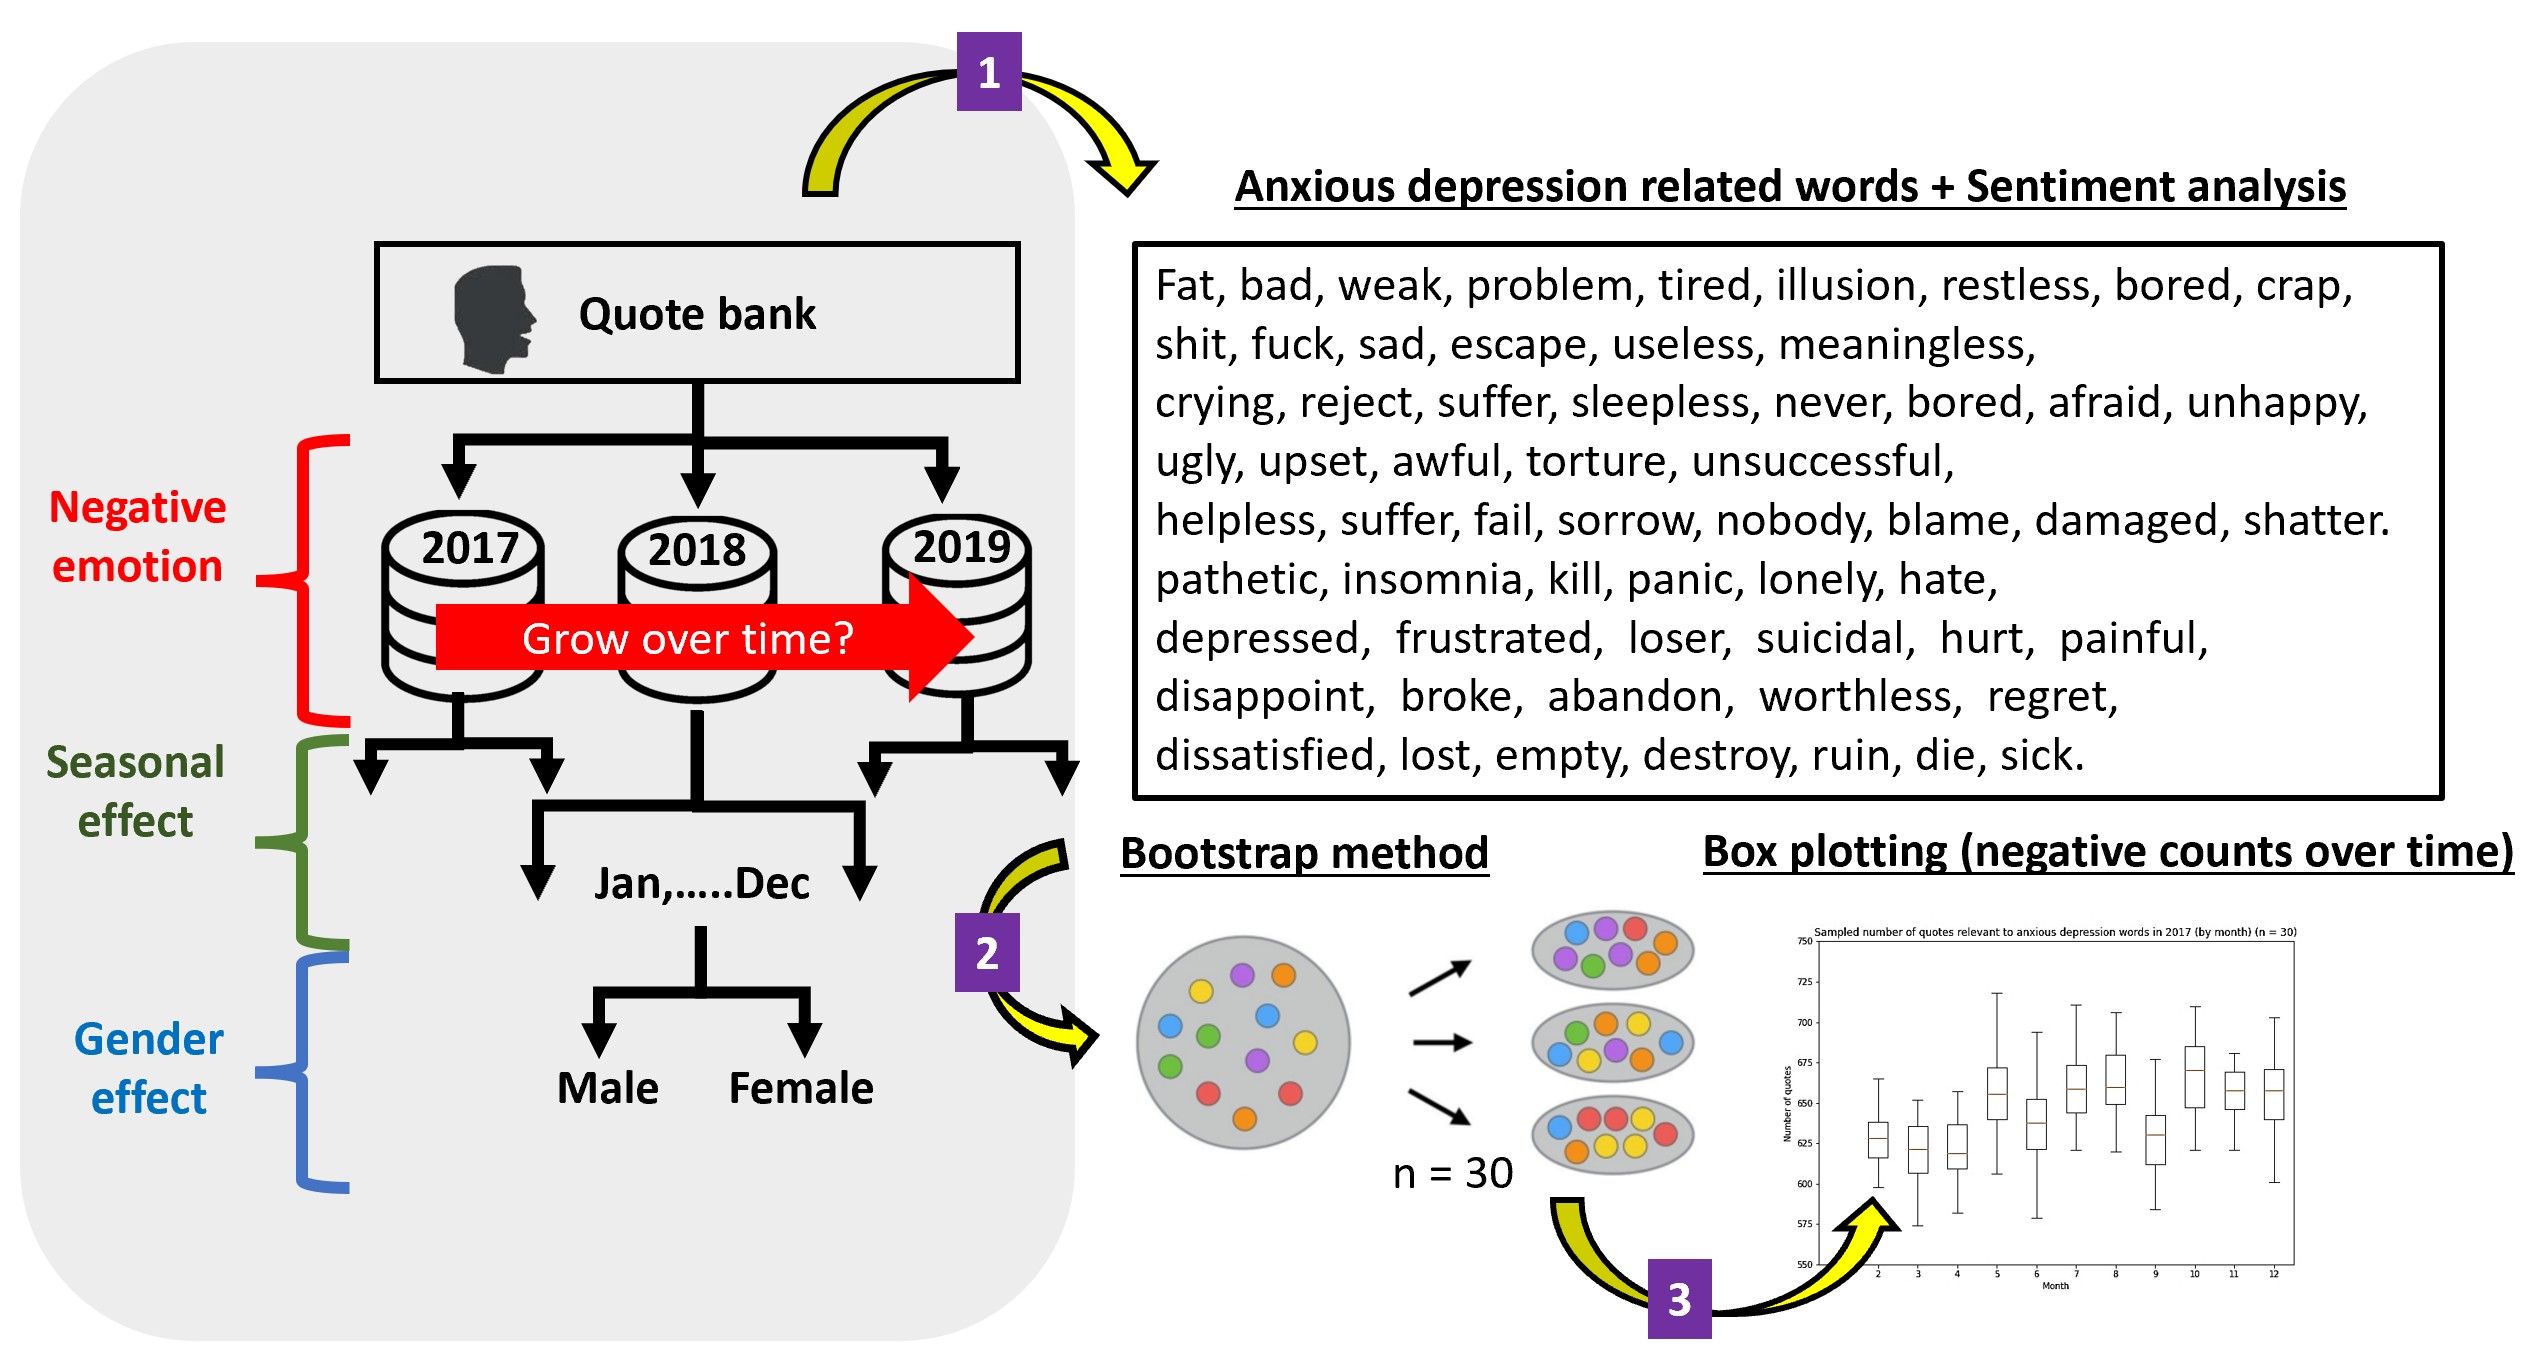 1
Anxious depression related words + Sentiment analysis
Quote bank
Negative
emotion
2017
2018
2019
Grow over time?
Seasonal
effect
Jan,.....Dec
Gender
effect
Male
Female
Fat, bad, weak, problem, tired, illusion, restless, bored, crap,
shit, fuck, sad, escape, useless, meaningless,
crying, reject, suffer, sleepless, never, bored, afraid, unhappy,
ugly, upset, awful, torture, unsuccessful,
helpless, suffer, fail, sorrow, nobody, blame, damaged, shatter.
pathetic, insomnia, kill, panic, lonely, hate,
depressed, frustrated, loser, suicidal, hurt, painful,
disappoint, broke, abandon, worthless, regret,
dissatisfied, lost, empty, destroy, ruin, die, sick.
2
Bootstrap method
n = 30
3
Box plotting (negative counts over time)
Sampled number of quotes relevant to anxious depression words in 2017 (by month) (n = 30)
Number of quotes
750
725
700
675
650
625
600
575
550
2 3 4 5 6 7 8 9 10 11 12
Month